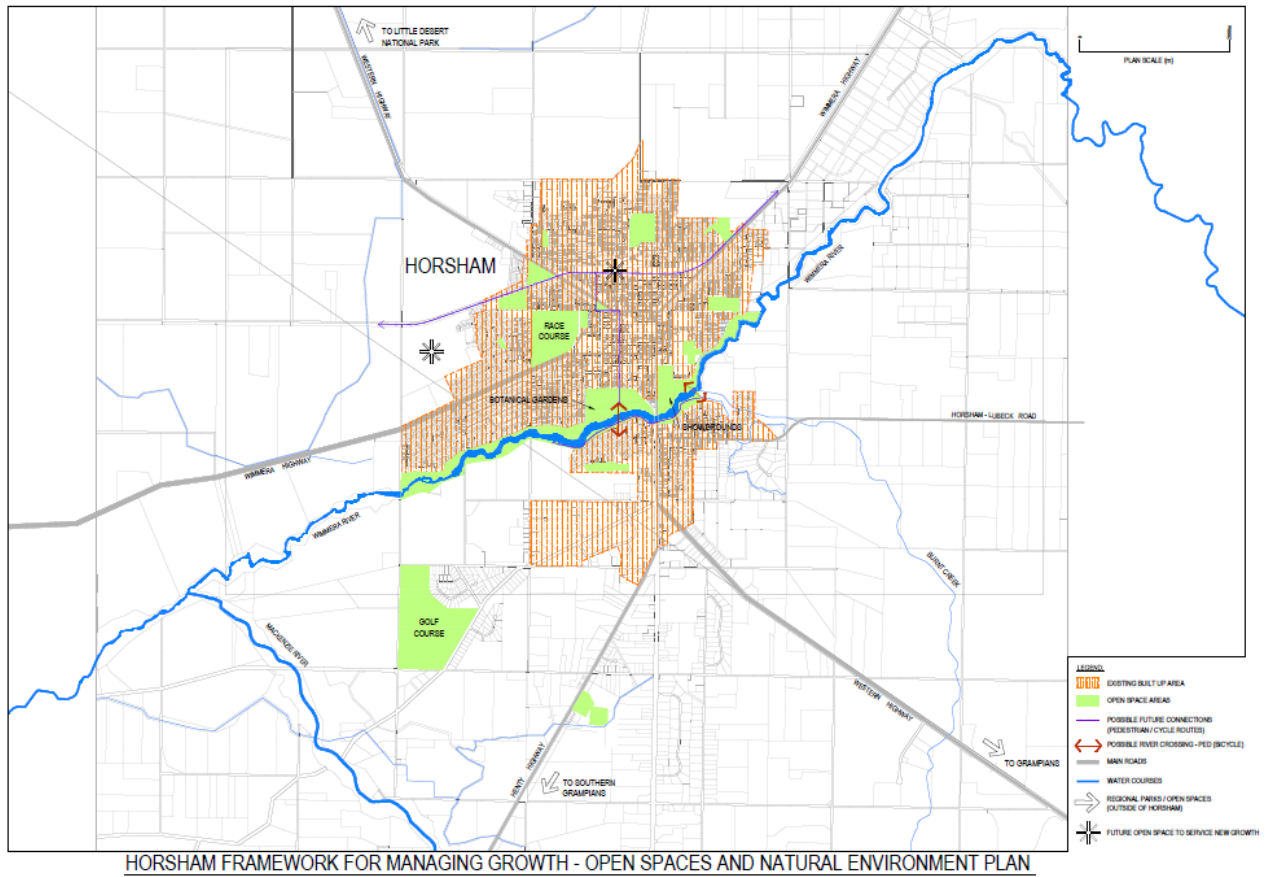 TO LITTLE DESERT
NATIONAL PARK
WESTERN HIGHWAY
WIMMERA HIGHWAY
PLAN SCALE (m)
HORSHAM
WIMMERA RIVER
RACE
COURSE
BOTANICAL GARDENS
SHOWGROUNDS
HORSHAM - LUBECK ROAD
WIMMERA HIGHWAY
WIMMERA RIVER
BURNT CREEK
GOLF
COURSE
MACKENZIE RIVER
WESTERN HIGHWAY
HENTY HIGHWAY
TO SOUTHERN
GRAMPIANS
TO GRAMPIANS
LEGEND:
EXISTING BUILT UP AREA
OPEN SPACE AREAS
POSSIBLE FUTURE CONNECTIONS
(PEDESTRIAN / CYCLE ROUTES)
POSSIBLE RIVER CROSSING - PED (BICYCLE)
MAIN ROADS
WATER COURSES
REGIONAL PARKS / OPEN SPACES
(OUTSIDE OF HORSHAM)
FUTURE OPEN SPACE TO SERVICE NEW GROWTH
HORSHAM FRAMEWORK FOR MANAGING GROWTH - OPEN SPACES AND NATURAL ENVIRONMENT PLAN